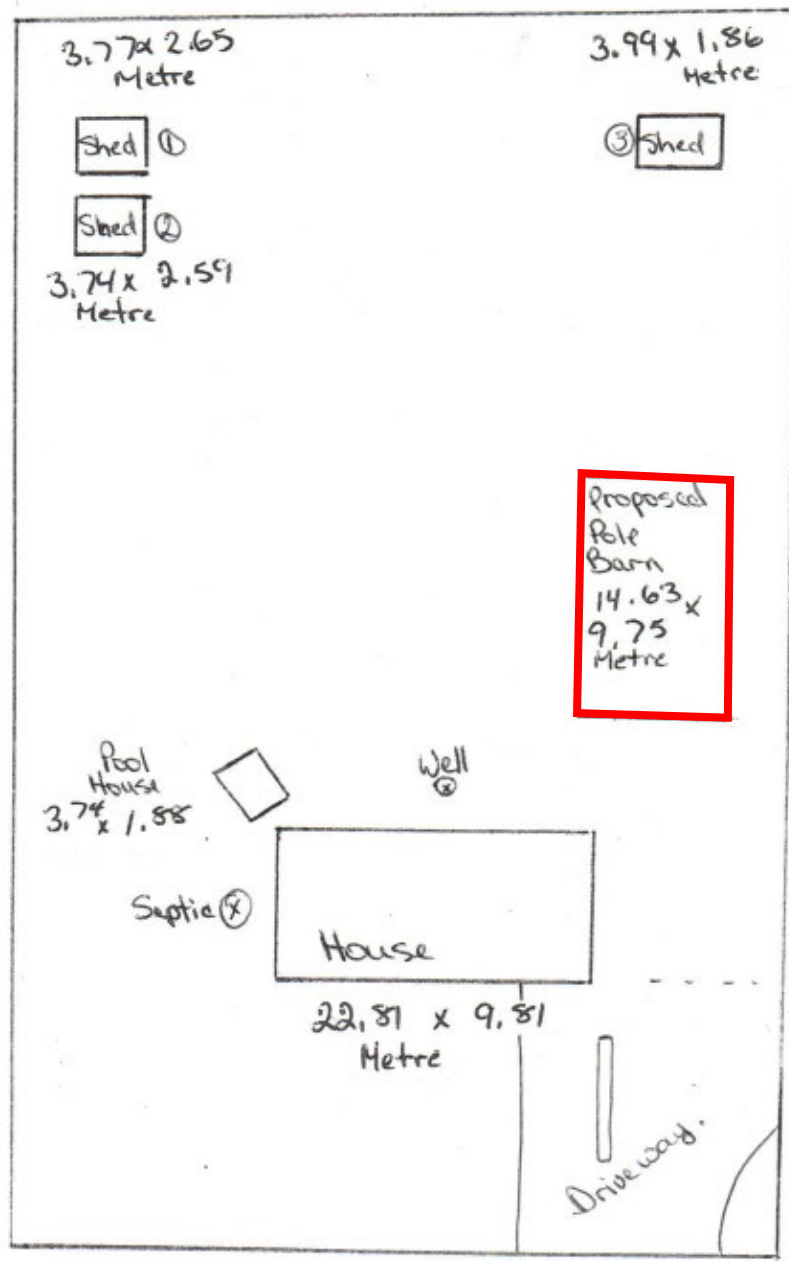 3.77 x 2.65
Metre
3.99 x 1.86
Metre
Shed ①
③ Shed
Shed ②
3.74 x 2.59
Metre
Proposed
Pole
Barn
14.63 x
9.75
Metre
Pool
House
3.74 x 1.88
Well
x
Septic x
House
22.81 x 9.81
Metre
Driveway.